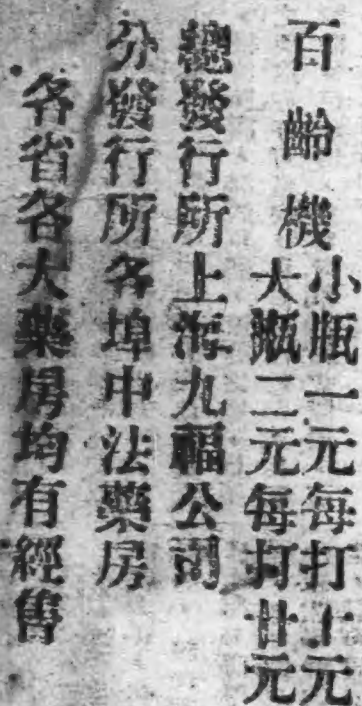 百齡機
小瓶一元每打十元
大瓶二元每打廿元
總發行所上海九福公司
分發行所各埠中法藥房
各省各大藥房均有經售